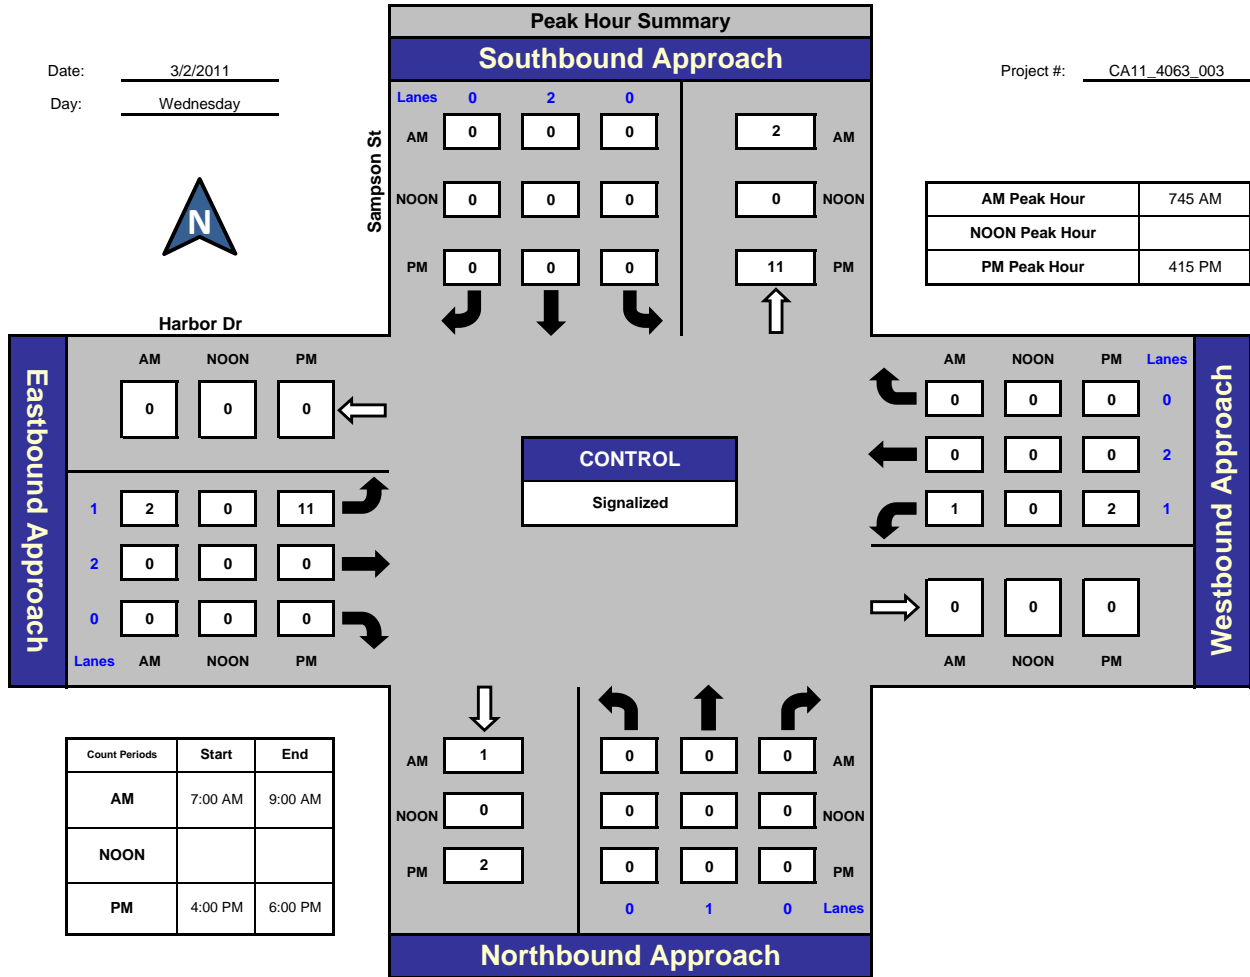 Peak Hour Summary
Southbound Approach
Date: 3/2/2011
Project #: CA11_4063_003
Day: Wednesday
Lanes 0 2 0
Sampson St
AM 0 0 0 2 AM
NOON 0 0 0 0 NOON
PM 0 0 0 11 PM
N
AM Peak Hour 745 AM
NOON Peak Hour
PM Peak Hour 415 PM
Harbor Dr
Eastbound Approach
AM NOON PM
0 0 0
1 2 0 11
2 0 0 0
0 0 0 0
Lanes AM NOON PM
CONTROL
Signalized
AM NOON PM Lanes
0 0 0 0
0 0 0 2
1 0 2 1
0 0 0
AM NOON PM
Westbound Approach
Count Periods Start End
AM 7:00 AM 9:00 AM
NOON
PM 4:00 PM 6:00 PM
AM 1 0 0 0 AM
NOON 0 0 0 0 NOON
PM 2 0 0 0 PM
0 1 0 Lanes
Northbound Approach